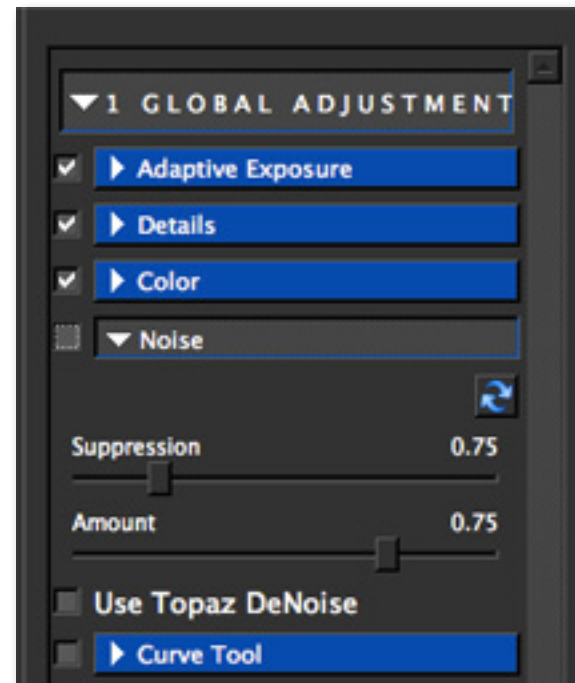 1 GLOBAL ADJUSTMENT
Adaptive Exposure
Details
Color
Noise
Suppression 0.75
Amount 0.75
Use Topaz DeNoise
Curve Tool